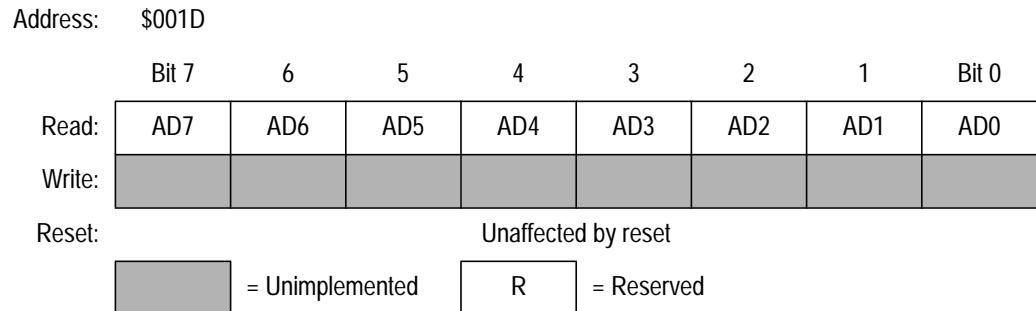 Address: $001D
Bit 7 6 5 4 3 2 1 Bit 0
Read: AD7 AD6 AD5 AD4 AD3 AD2 AD1 AD0
Write:
Reset: Unaffected by reset
= Unimplemented R = Reserved